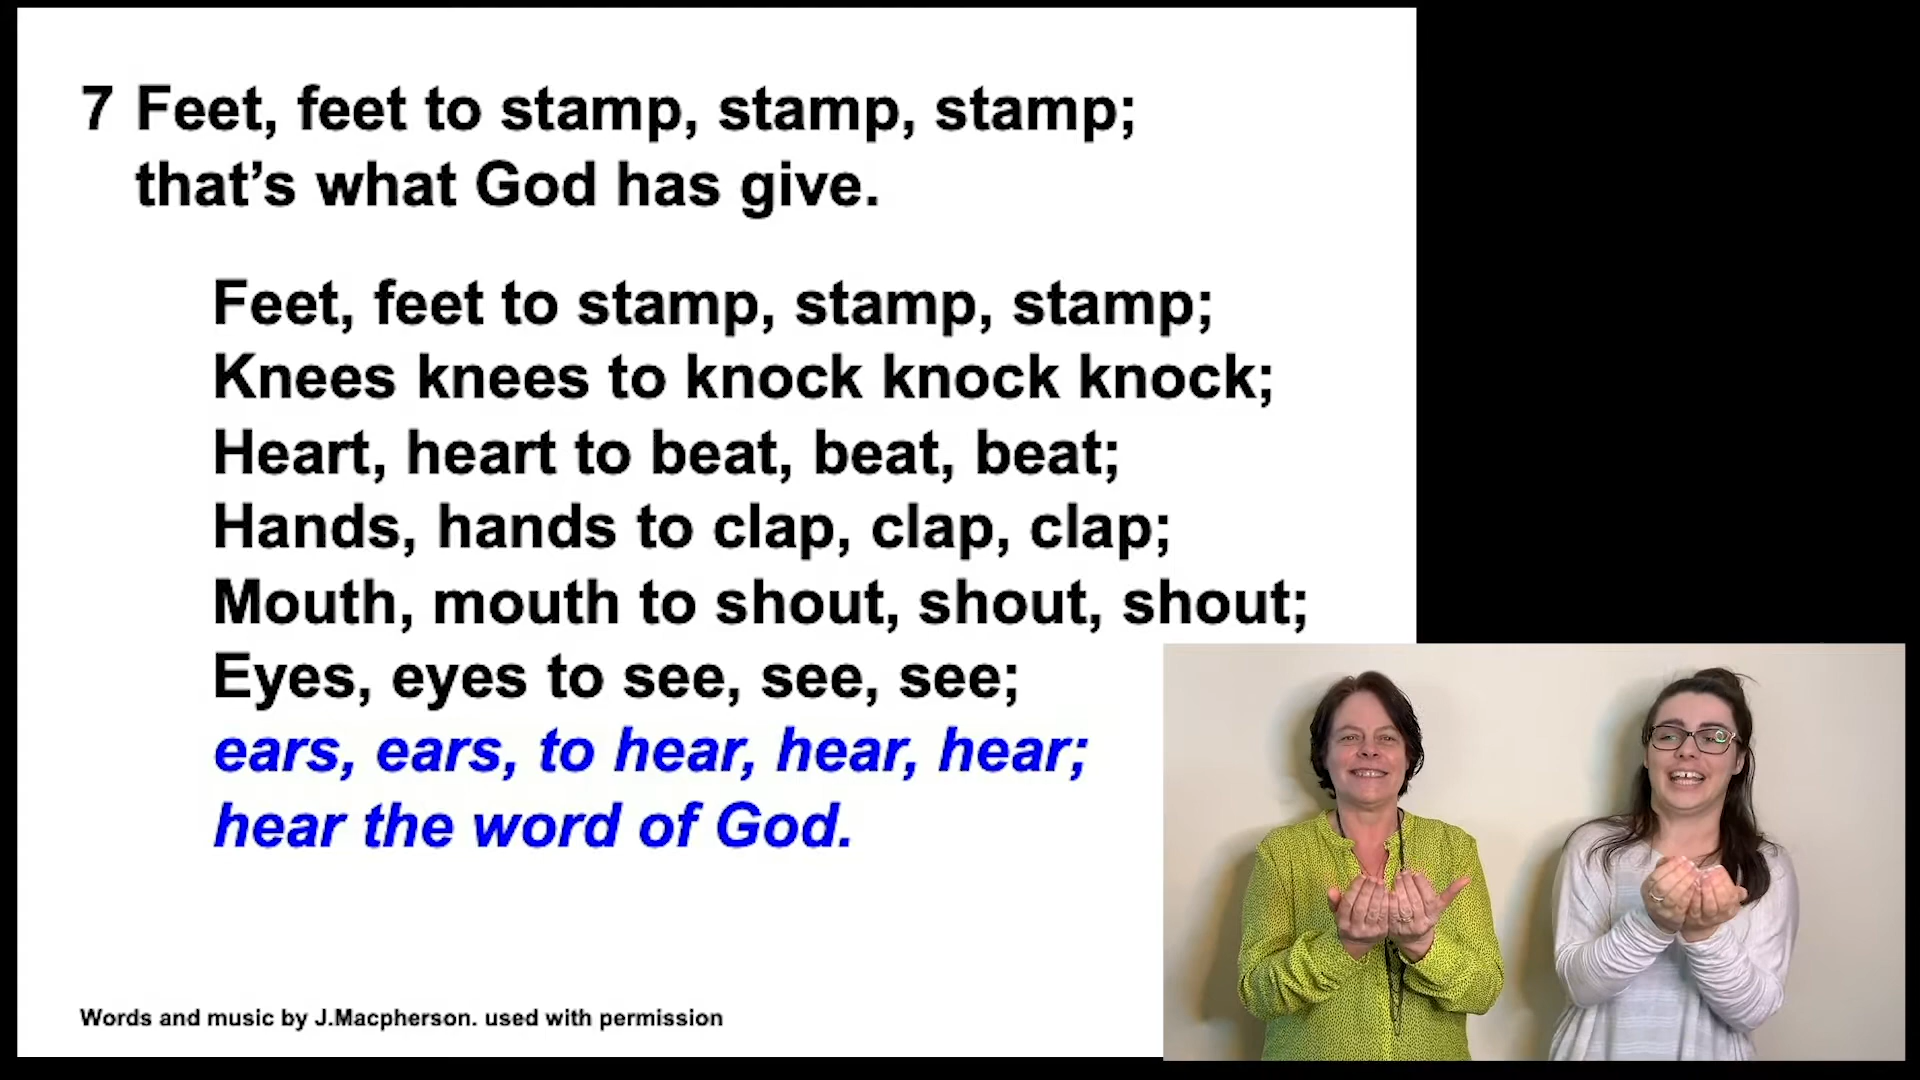 7 Feet, feet to stamp, stamp, stamp;
that’s what God has give.
Feet, feet to stamp, stamp, stamp;
Knees knees to knock knock knock;
Heart, heart to beat, beat, beat;
Hands, hands to clap, clap, clap;
Mouth, mouth to shout, shout, shout;
Eyes, eyes to see, see, see;
ears, ears, to hear, hear, hear;
hear the word of God.
Words and music by J.Macpherson. used with permission